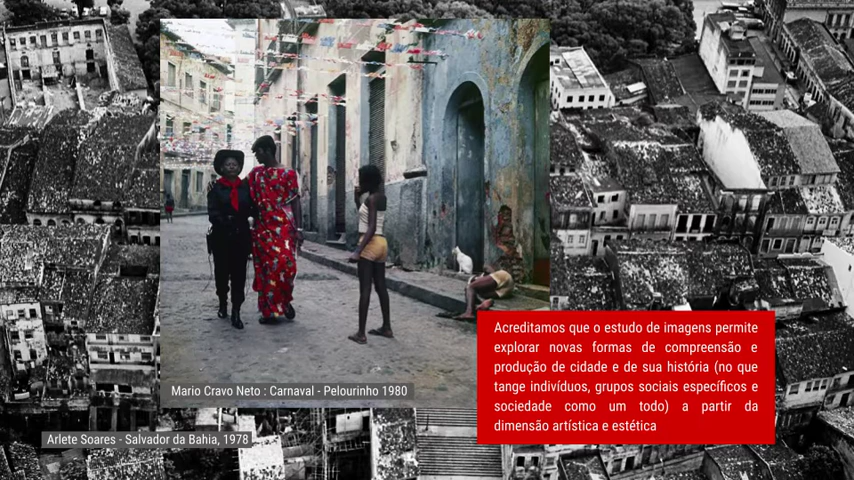 Acreditamos que o estudo de imagens permite
explorar novas formas de compreensão e
produção de cidade e de sua história (no que
tange indivíduos, grupos sociais específicos e
sociedade como um todo) a partir da
dimensão artística e estética
Mario Cravo Neto : Carnaval - Pelourinho 1980
Arlete Soares - Salvador da Bahia, 1978